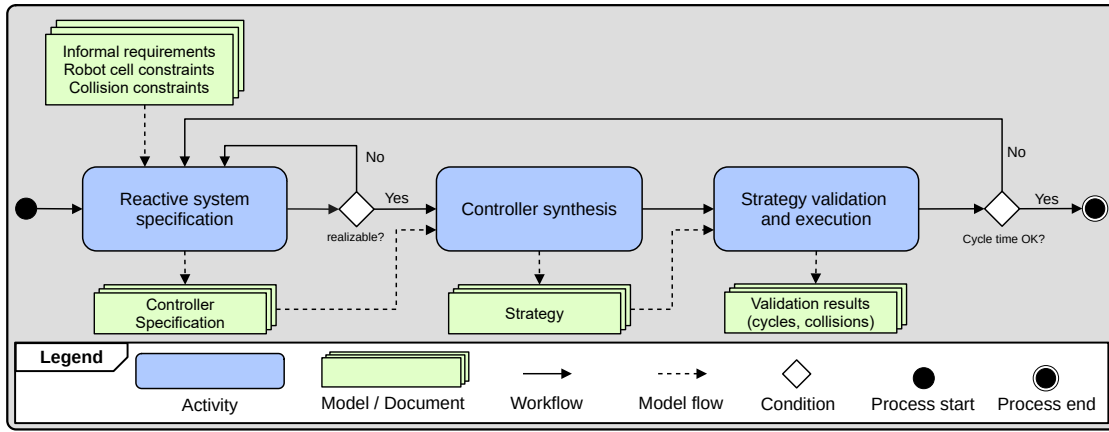 Informal requirements
Robot cell constraints
Collision constraints
No
No
Reactive system
specification
Yes
realizable?
Controller synthesis
Strategy validation
and execution
Yes
Cycle time OK?
Controller
Specification
Strategy
Validation results
(cycles, collisions)
Legend
Activity
Model / Document
Workflow
Model flow
Condition
Process start
Process end